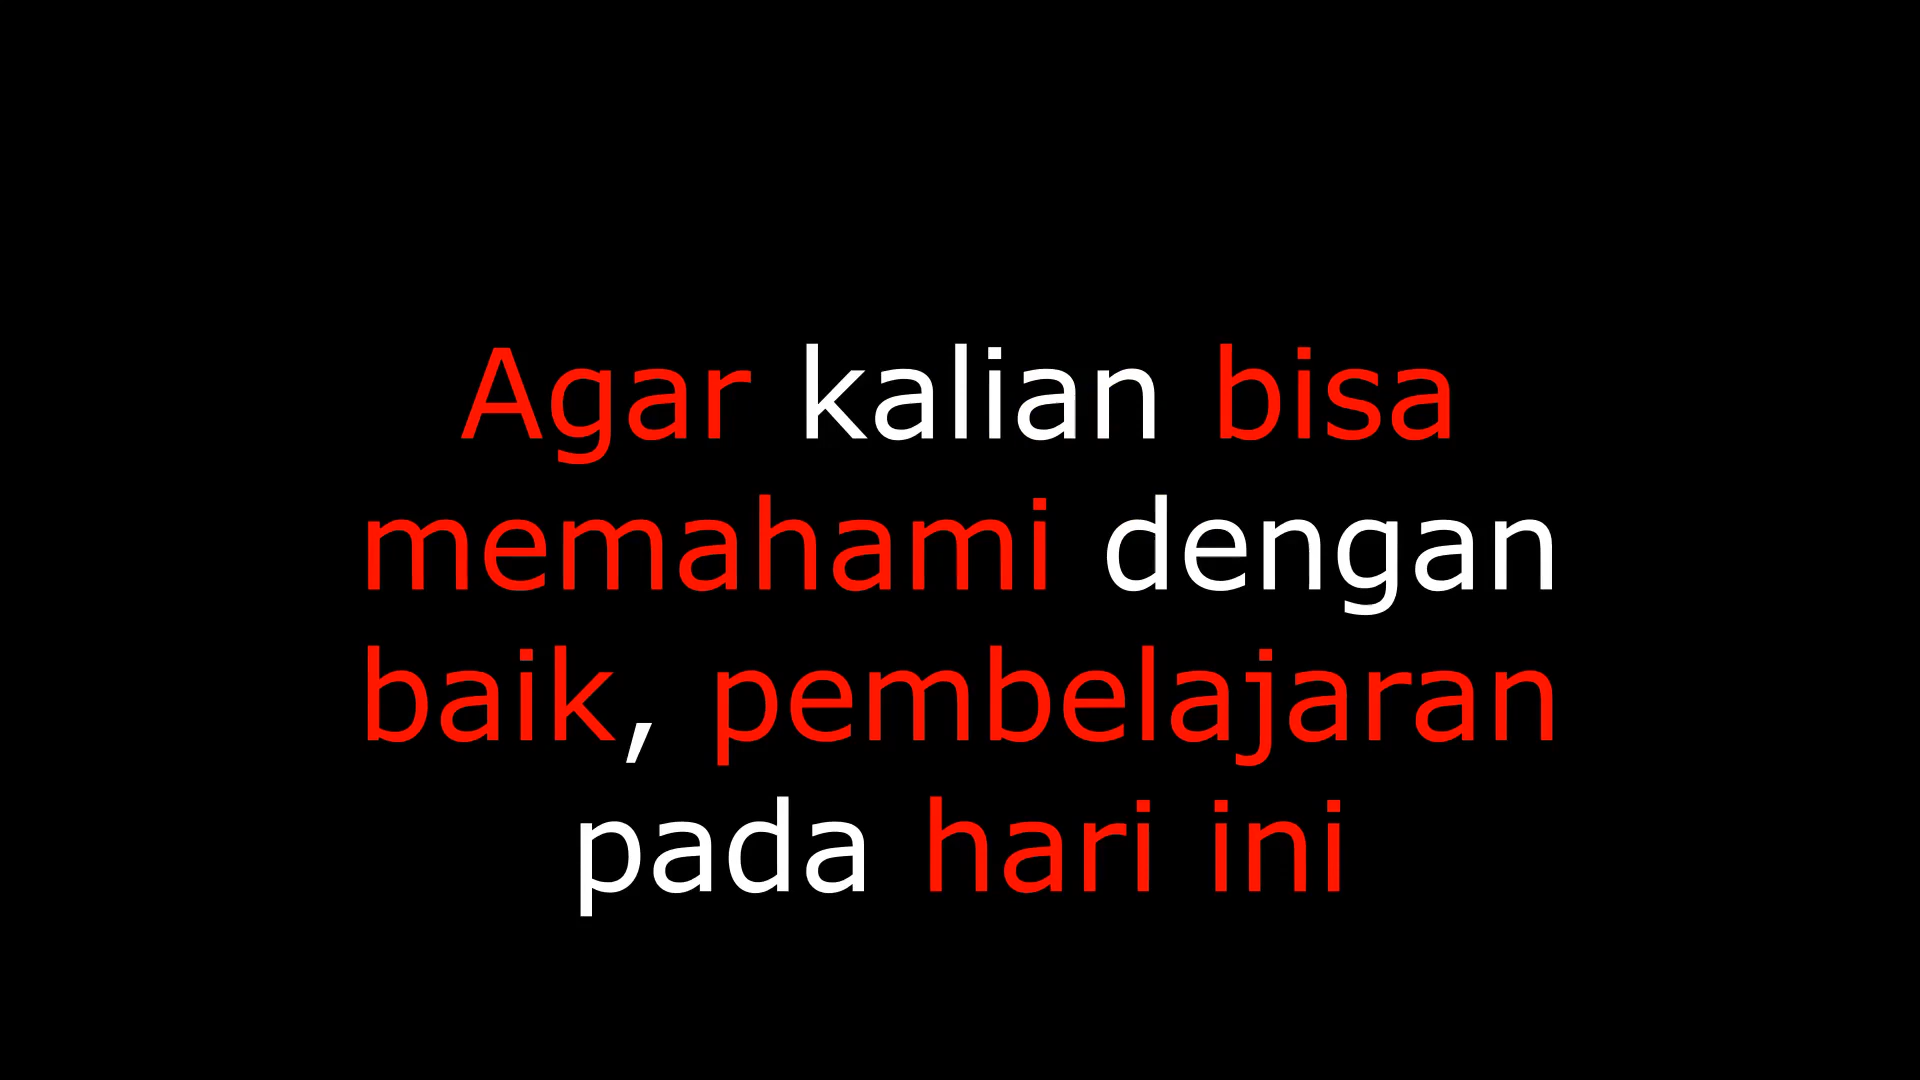 Agar kalian bisa
memahami dengan
baik, pembelajaran
pada hari ini